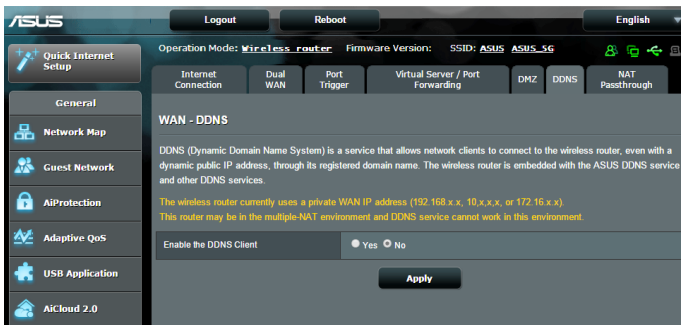 ASUS
Logout
Reboot
English
Quick Internet
Setup
Operation Mode: Wireless router Firmware Version: SSID: ASUS ASUS_5G
Internet
Connection
Dual
WAN
Port
Trigger
Virtual Server / Port
Forwarding
DMZ
DDNS
NAT
Passthrough
General
Network Map
Guest Network
AiProtection
Adaptive QoS
USB Application
AiCloud 2.0
WAN - DDNS
DDNS (Dynamic Domain Name System) is a service that allows network clients to connect to the wireless router, even with a
dynamic public IP address, through its registered domain name. The wireless router is embedded with the ASUS DDNS service
and other DDNS services.
The wireless router currently uses a private WAN IP address (192.168.x.x, 10,x,x,x, or 172.16.x.x).
This router may be in the multiple-NAT environment and DDNS service cannot work in this environment.
Enable the DDNS Client
Yes
No
Apply